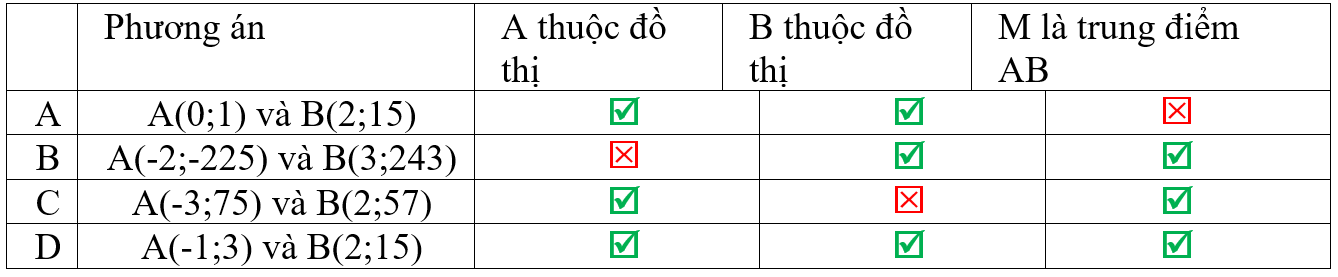 Phương án A thuộc đồ thị B thuộc đồ thị M là trung điểm AB
A A(0;1) và B(2;15)
B A(-2;-225) và B(3;243)
C A(-3;75) và B(2;57)
D A(-1;3) và B(2;15)